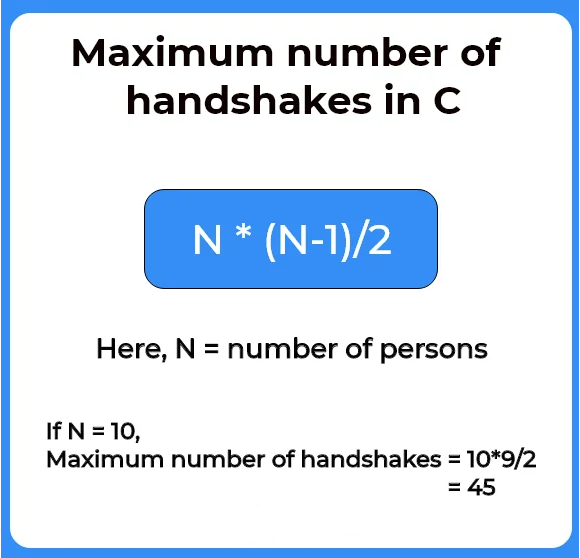 Maximum number of
handshakes in C
N * (N-1)/2
Here, N = number of persons
If N = 10,
Maximum number of handshakes = 10*9/2
= 45